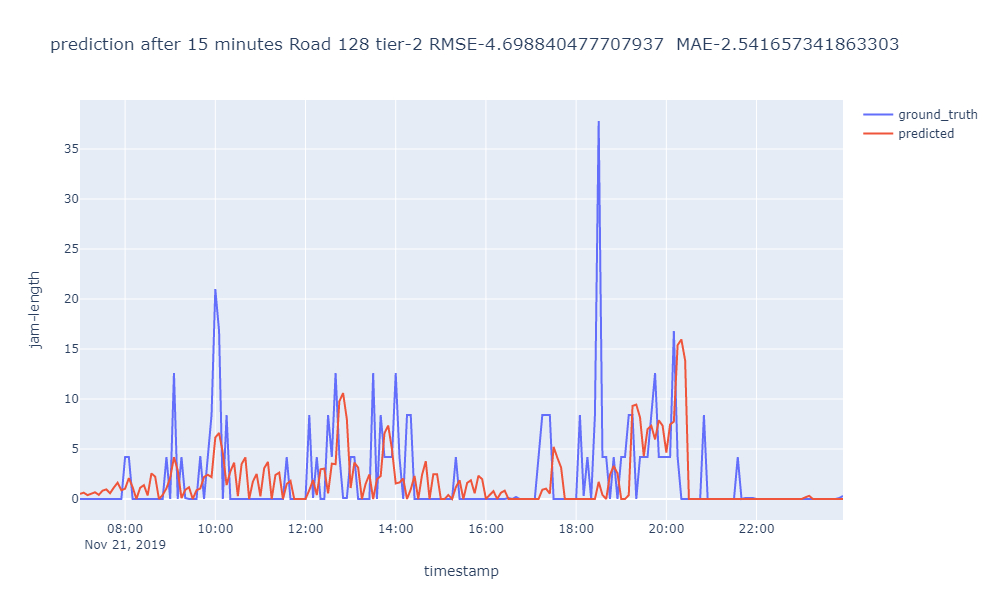 prediction after 15 minutes Road 128 tier-2 RMSE-4.698840477707937  MAE-2.541657341863303
ground_truth
predicted
35
30
25
20
15
10
5
0
jam-length
08:00 10:00 12:00 14:00 16:00 18:00 20:00 22:00
Nov 21, 2019
timestamp